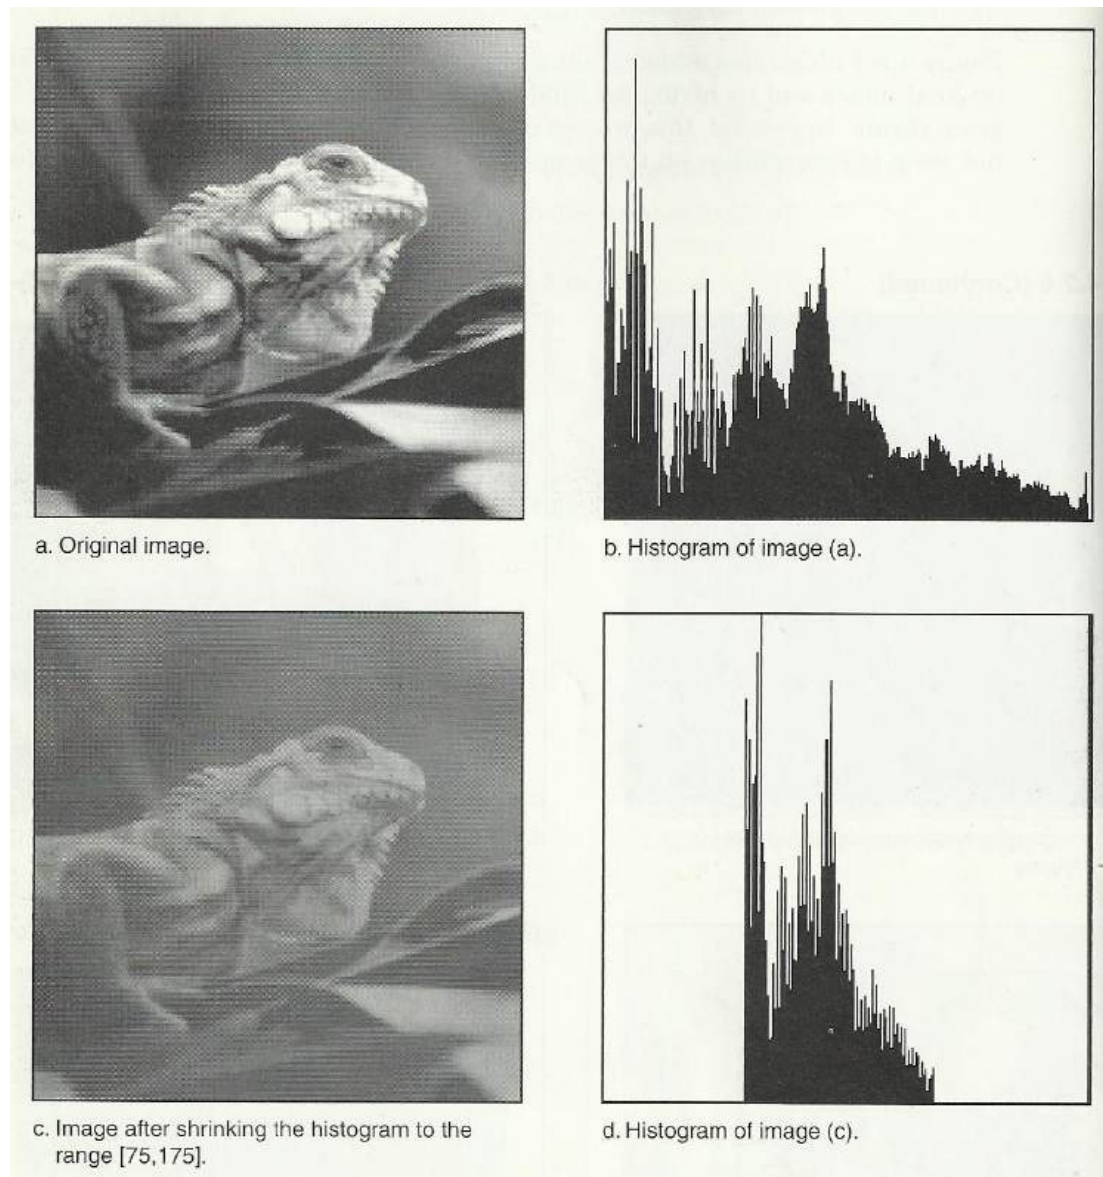 a. Original image.
b. Histogram of image (a).
c. Image after shrinking the histogram to the
range [75,175].
d. Histogram of image (c).